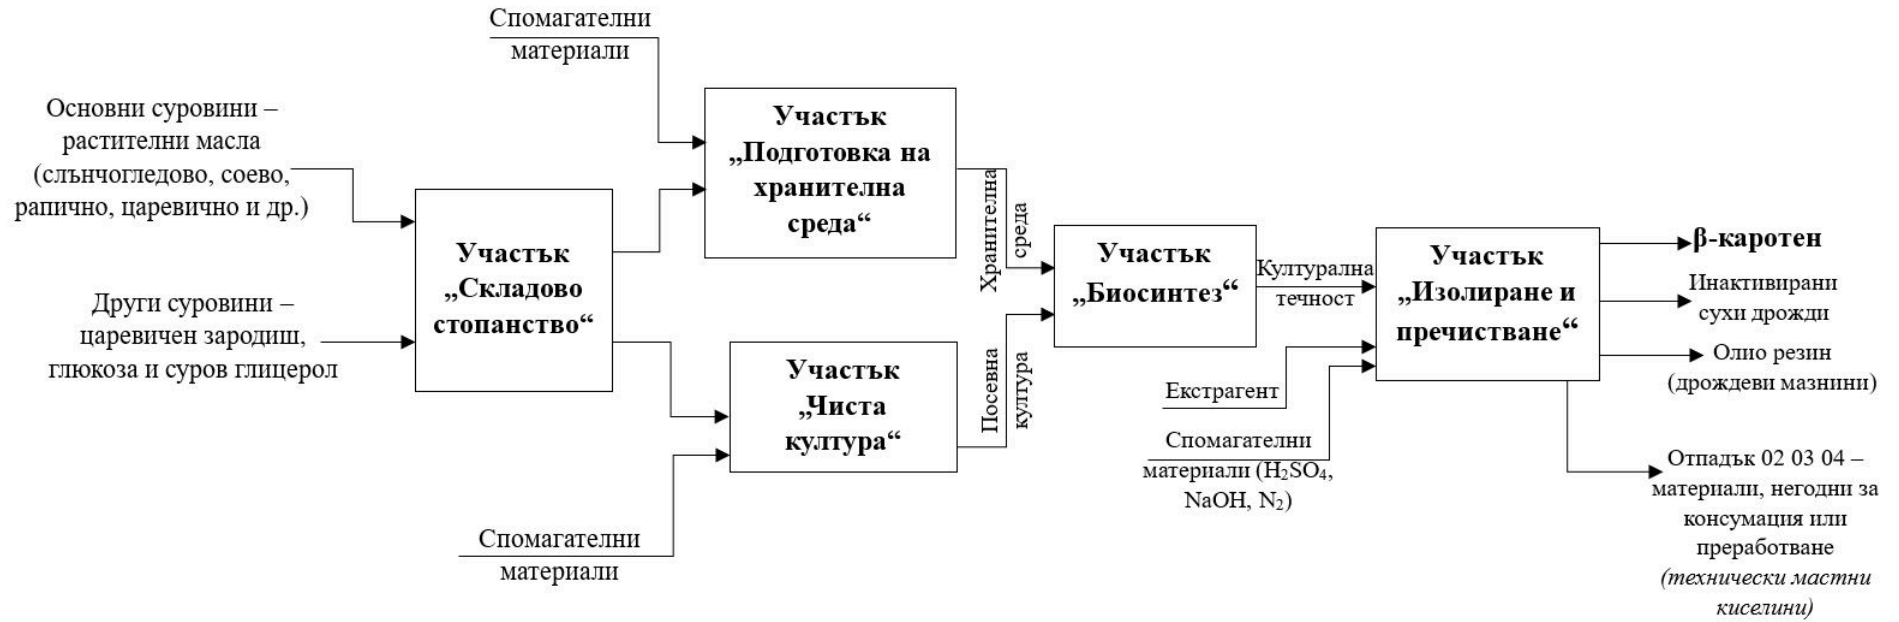 Спомагателни
материали
Основни суровини –
растителни масла
(слънчогледово, соево,
рапично, царевично и др.)
Други суровини –
царевичен зародиш,
глюкоза и суров глицерол
Участък
„Складово
стопанство“
Участък
„Подготовка на
хранителна
среда“
Участък
„Чиста
култура“
Спомагателни
материали
Хранителна
среда
Посевна
култура
Участък
„Биосинтез“
Културална
течност
Екстрагент
Спомагателни
материали (H₂SO₄,
NaOH, N₂)
Участък
„Изолиране и
пречистване“
β-каротен
Инактивирани
сухи дрожди
Олио резин
(дрождеви мазнини)
Отпадък 02 03 04 –
материали, негодни за
консумация или
преработване
(технически мастни
киселини)